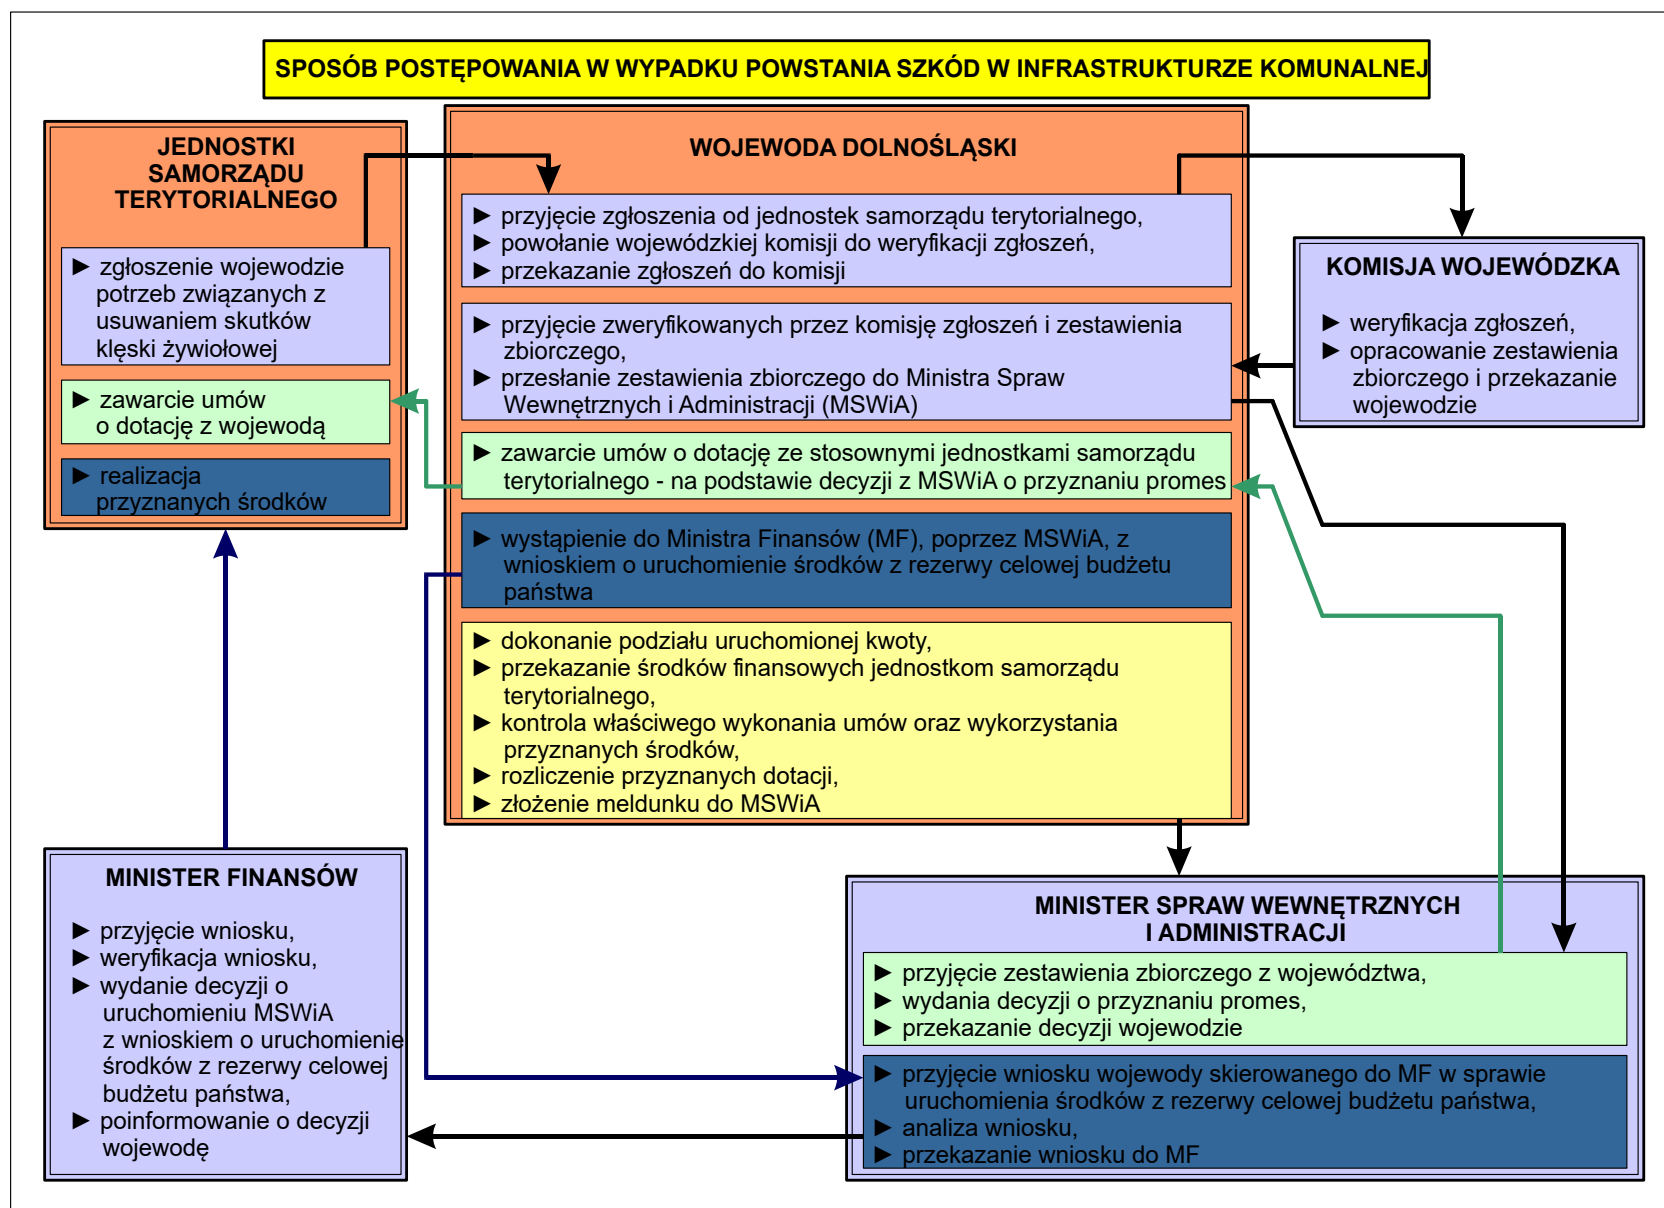 SPOSÓB POSTĘPOWANIA W WYPADKU POWSTANIA SZKÓD W INFRASTRUKTURZE KOMUNALNEJ
JEDNOSTKI
SAMORZĄDU
TERYTORIALNEGO
► zgłoszenie wojewodzie
potrzeb związanych z
usuwaniem skutków
klęski żywiołowej
► zawarcie umów
o dotację z wojewodą
► realizacja
przyznanych środków
WOJEWODA DOLNOŚLĄSKI
► przyjęcie zgłoszenia od jednostek samorządu terytorialnego,
► powołanie wojewódzkiej komisji do weryfikacji zgłoszeń,
► przekazanie zgłoszeń do komisji
► przyjęcie zweryfikowanych przez komisję zgłoszeń i zestawienia
zbiorczego,
► przesłanie zestawienia zbiorczego do Ministra Spraw
Wewnętrznych i Administracji (MSWiA)
► zawarcie umów o dotację ze stosownymi jednostkami samorządu
terytorialnego - na podstawie decyzji z MSWiA o przyznaniu promes
► wystąpienie do Ministra Finansów (MF), poprzez MSWiA, z
wnioskiem o uruchomienie środków z rezerwy celowej budżetu
państwa
► dokonanie podziału uruchomionej kwoty,
► przekazanie środków finansowych jednostkom samorządu
terytorialnego,
► kontrola właściwego wykonania umów oraz wykorzystania
przyznanych środków,
► rozliczenie przyznanych dotacji,
► złożenie meldunku do MSWiA
KOMISJA WOJEWÓDZKA
► weryfikacja zgłoszeń,
► opracowanie zestawienia
zbiorczego i przekazanie
wojewodzie
MINISTER FINANSÓW
► przyjęcie wniosku,
► weryfikacja wniosku,
► wydanie decyzji o
uruchomieniu MSWiA
z wnioskiem o uruchomienie
środków z rezerwy celowej
budżetu państwa,
► poinformowanie o decyzji
wojewodę
MINISTER SPRAW WEWNĘTRZNYCH
I ADMINISTRACJI
► przyjęcie zestawienia zbiorczego z województwa,
► wydania decyzji o przyznaniu promes,
► przekazanie decyzji wojewodzie
► przyjęcie wniosku wojewody skierowanego do MF w sprawie
uruchomienia środków z rezerwy celowej budżetu państwa,
► analiza wniosku,
► przekazanie wniosku do MF